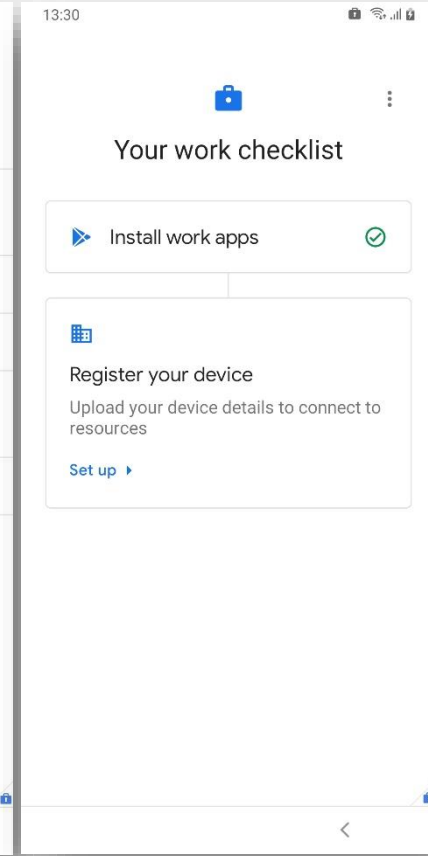 13:30
Your work checklist
Install work apps
Register your device
Upload your device details to connect to
resources
Set up